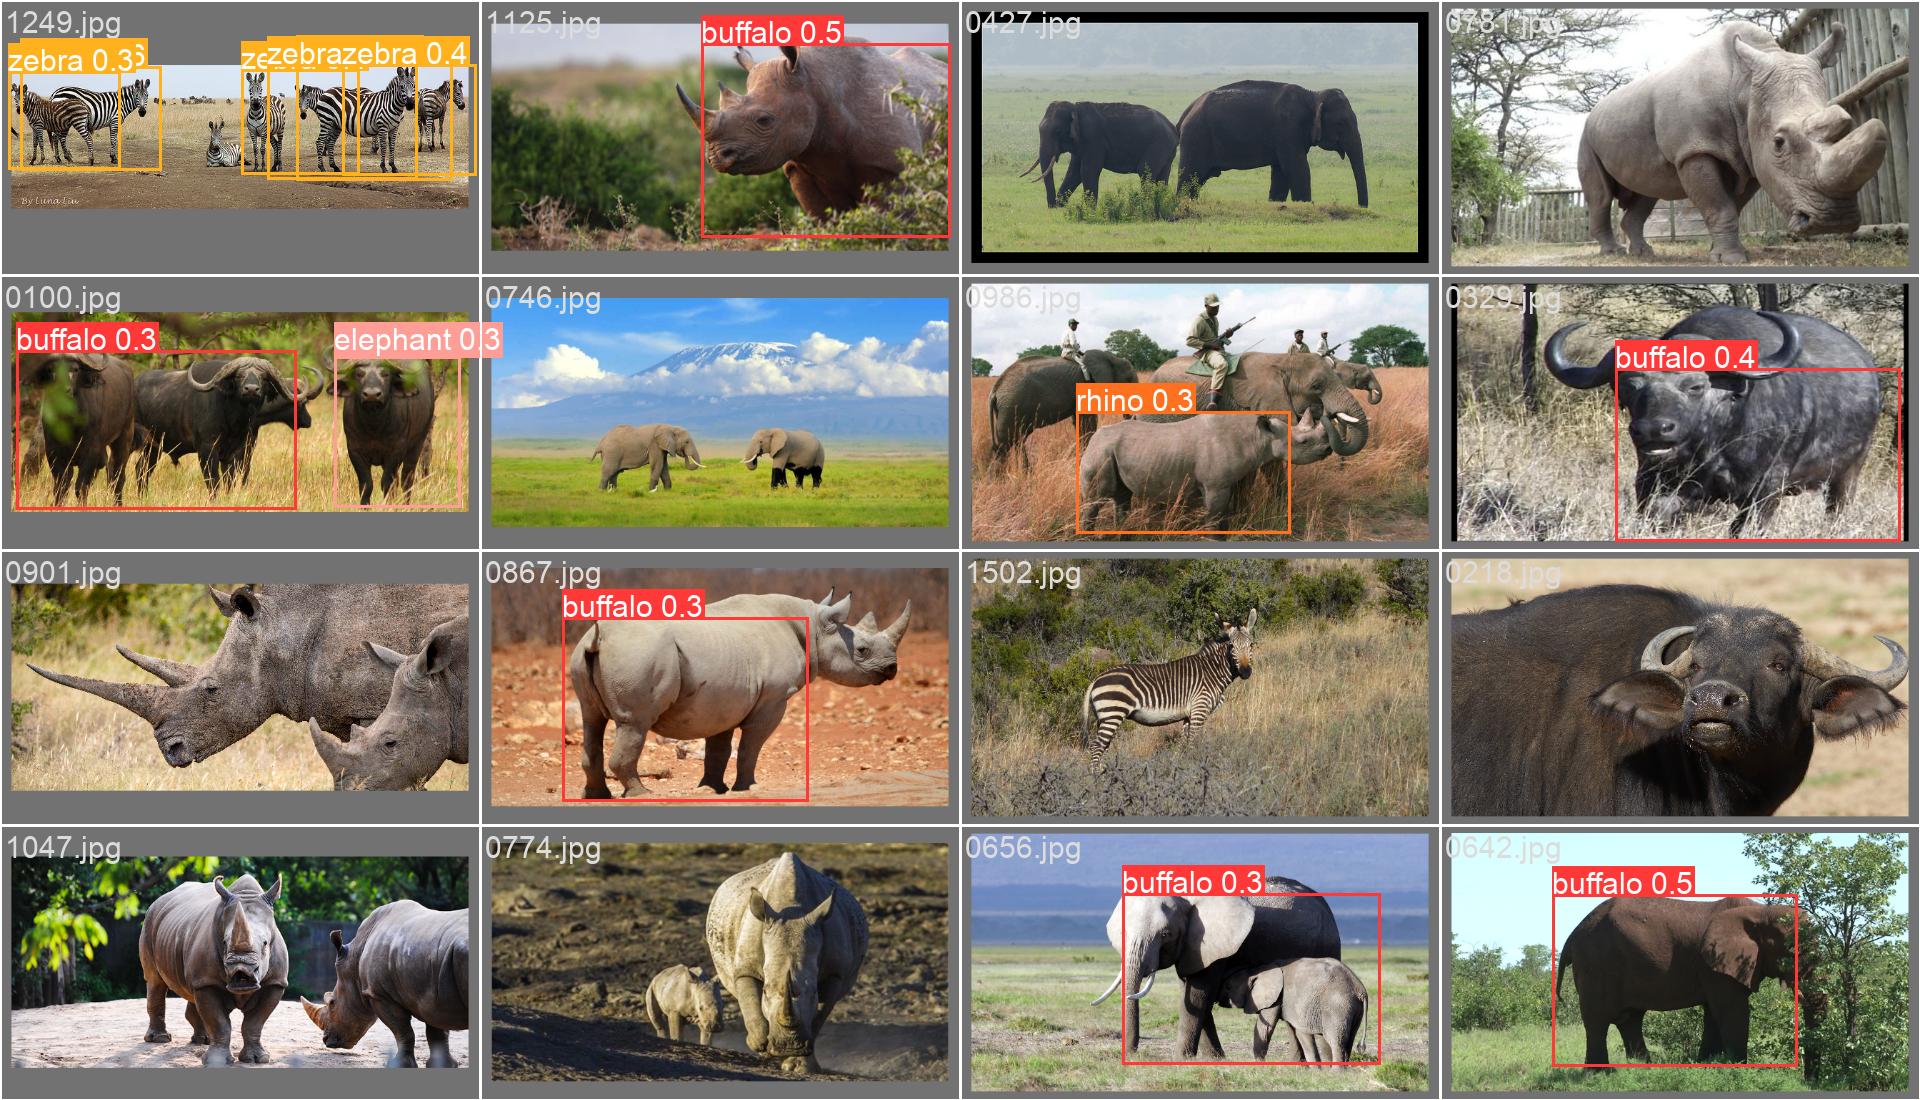 1249.jpg
zebra 0.3
zebra
zebra 0.4
By Luna Liu
1125.jpg
buffalo 0.5
0427.jpg
0781.jpg
0100.jpg
buffalo 0.3
elephant 0.3
0746.jpg
0986.jpg
rhino 0.3
0329.jpg
buffalo 0.4
0901.jpg
0867.jpg
buffalo 0.3
1502.jpg
0218.jpg
1047.jpg
0774.jpg
0656.jpg
buffalo 0.3
0642.jpg
buffalo 0.5